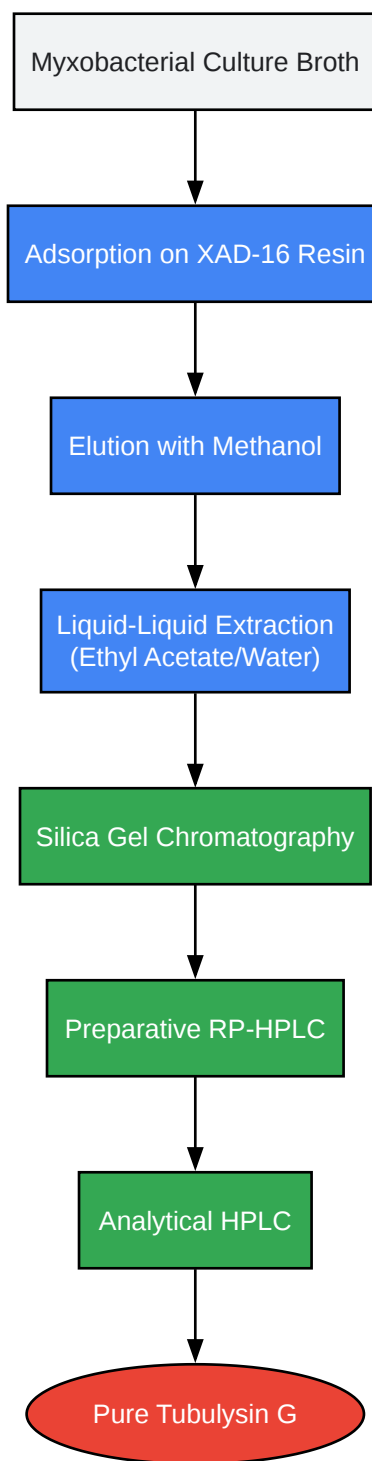 Myxobacterial Culture Broth
Adsorption on XAD-16 Resin
Elution with Methanol
Liquid-Liquid Extraction
(Ethyl Acetate/Water)
Silica Gel Chromatography
Preparative RP-HPLC
Analytical HPLC
Pure Tubulysin G